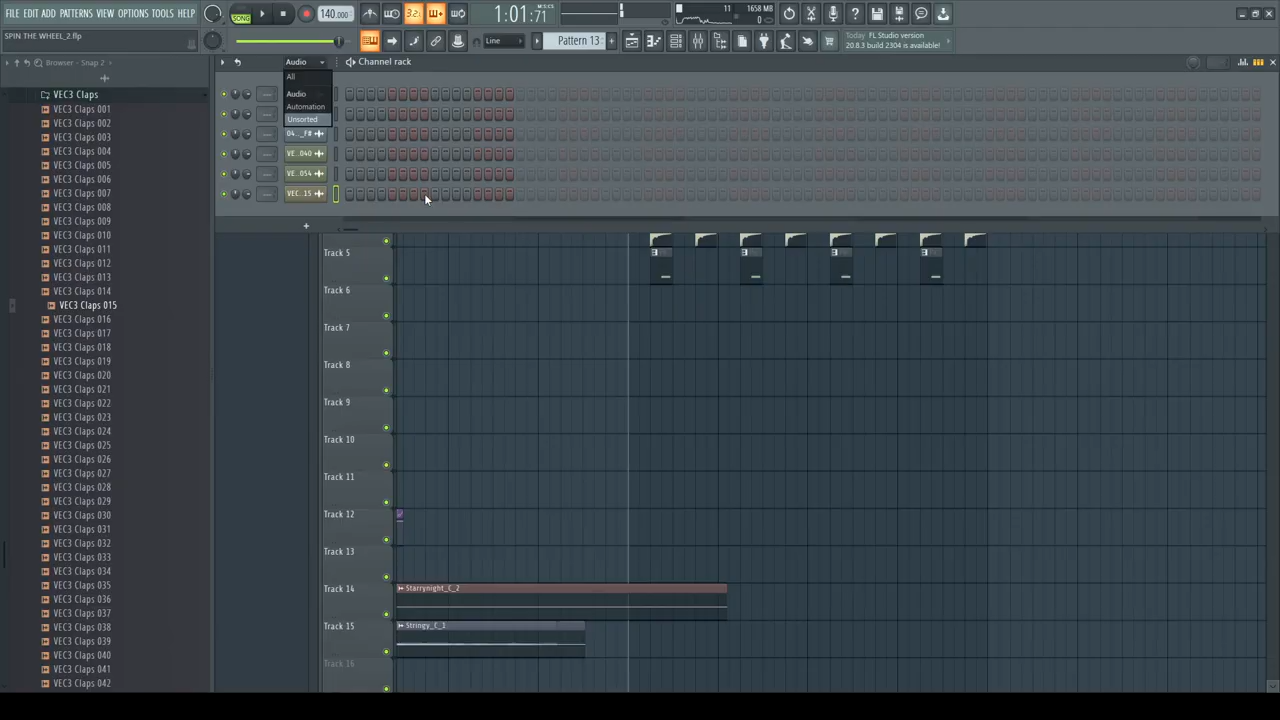 FILE EDIT ADD PATTERNS VIEW OPTIONS TOOLS HELP
SONG
140.000
1:01:71
M:S:CS
11
1658 MB
0
SPIN THE WHEEL_2.flp
Line
Pattern 13
Today
FL Studio version
20.8.3 build 2304 is available!
Browser - Snap 2
Audio
Channel rack
All
Audio
Automation
Unsorted
04.._F#
VE..040
VE..054
VEC..15
VEC3 Claps
VEC3 Claps 001
VEC3 Claps 002
VEC3 Claps 003
VEC3 Claps 004
VEC3 Claps 005
VEC3 Claps 006
VEC3 Claps 007
VEC3 Claps 008
VEC3 Claps 009
VEC3 Claps 010
VEC3 Claps 011
VEC3 Claps 012
VEC3 Claps 013
VEC3 Claps 014
VEC3 Claps 015
VEC3 Claps 016
VEC3 Claps 017
VEC3 Claps 018
VEC3 Claps 019
VEC3 Claps 020
VEC3 Claps 021
VEC3 Claps 022
VEC3 Claps 023
VEC3 Claps 024
VEC3 Claps 025
VEC3 Claps 026
VEC3 Claps 027
VEC3 Claps 028
VEC3 Claps 029
VEC3 Claps 030
VEC3 Claps 031
VEC3 Claps 032
VEC3 Claps 033
VEC3 Claps 034
VEC3 Claps 035
VEC3 Claps 036
VEC3 Claps 037
VEC3 Claps 038
VEC3 Claps 039
VEC3 Claps 040
VEC3 Claps 041
VEC3 Claps 042
Track 5
Track 6
Track 7
Track 8
Track 9
Track 10
Track 11
Track 12
Track 13
Track 14
Starrynight_C_2
Track 15
Stringy_C_1
Track 16